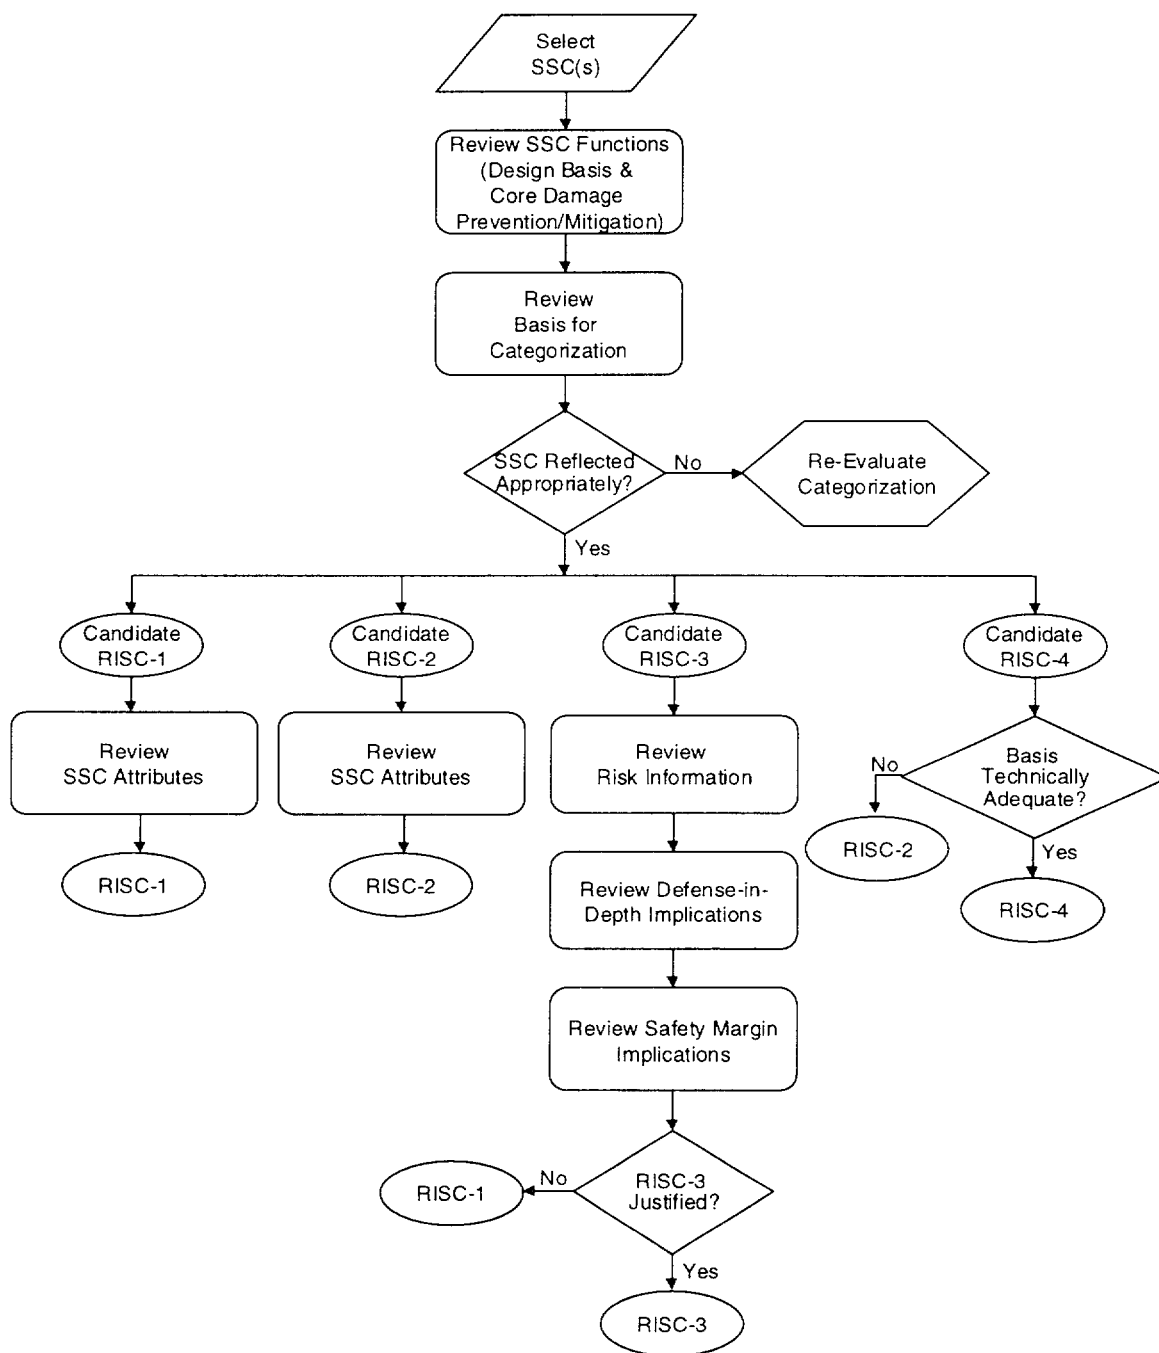 Select
SSC(s)
Review SSC Functions
(Design Basis &
Core Damage
Prevention/Mitigation)
Review
Basis for
Categorization
SSC Reflected
Appropriately?
No
Re-Evaluate
Categorization
Yes
Candidate
RISC-1
Candidate
RISC-2
Candidate
RISC-3
Candidate
RISC-4
Review
SSC Attributes
Review
SSC Attributes
Review
Risk Information
Basis
Technically
Adequate?
No
RISC-2
Yes
RISC-4
RISC-1
RISC-2
Review Defense-in-
Depth Implications
Review Safety Margin
Implications
RISC-3
Justified?
No
RISC-1
Yes
RISC-3